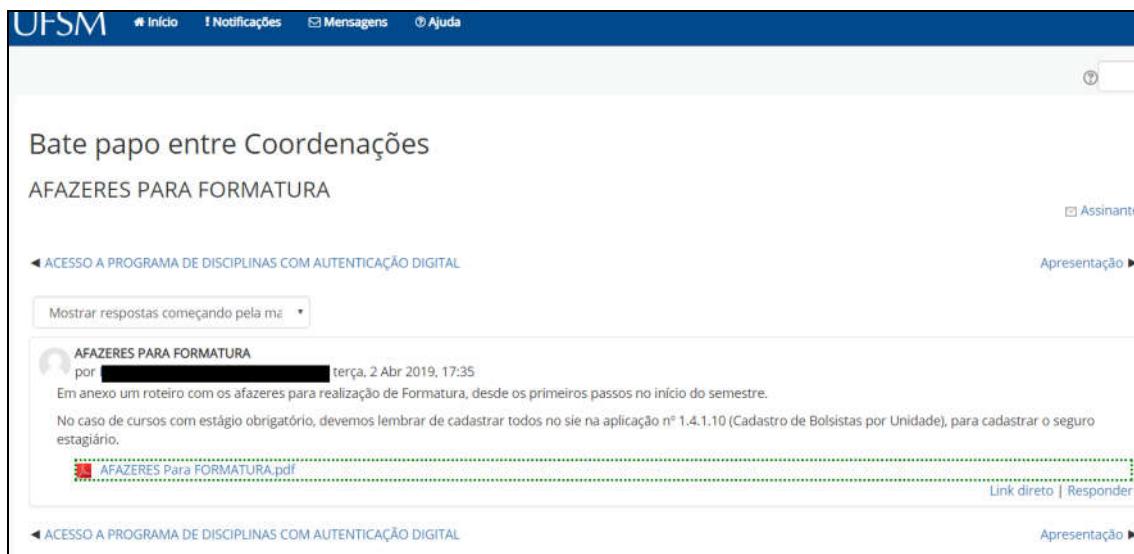 UFSM Início ! Notificações Mensagens Ajuda
Bate papo entre Coordenações
AFAZERES PARA FORMATURA
Assinante
◄ ACESSO A PROGRAMA DE DISCIPLINAS COM AUTENTICAÇÃO DIGITAL Apresentação ►
Mostrar respostas começando pela ma
AFAZERES PARA FORMATURA
por terça, 2 Abr 2019, 17:35
Em anexo um roteiro com os afazeres para realização de Formatura, desde os primeiros passos no início do semestre.
No caso de cursos com estágio obrigatório, devemos lembrar de cadastrar todos no sie na aplicação nº 1.4.1.10 (Cadastro de Bolsistas por Unidade), para cadastrar o seguro
estagiário.
AFAZERES Para FORMATURA.pdf
Link direto | Responder
◄ ACESSO A PROGRAMA DE DISCIPLINAS COM AUTENTICAÇÃO DIGITAL Apresentação ►